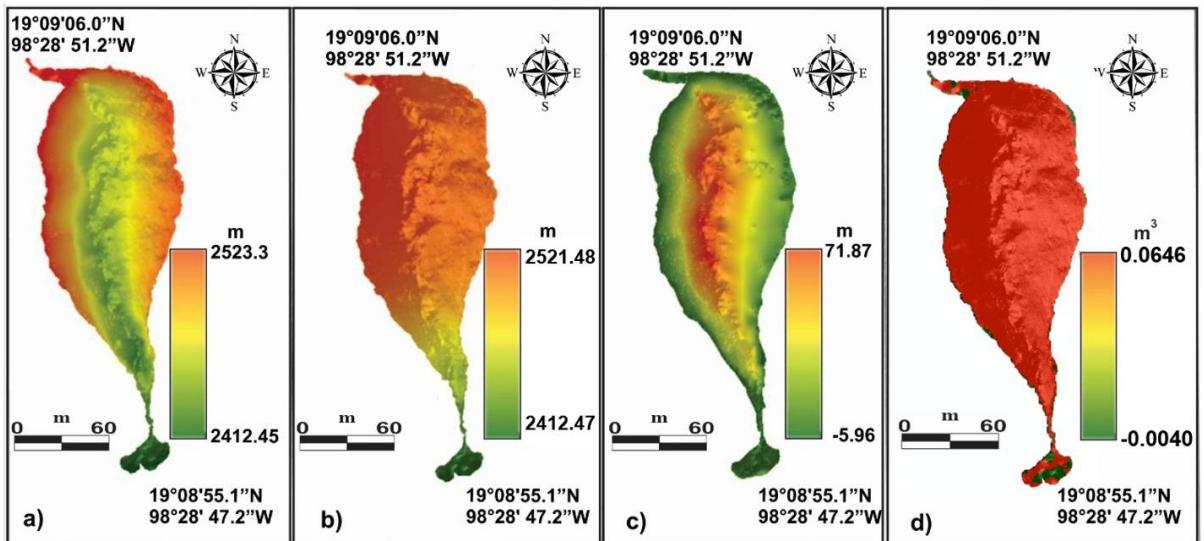 19°09'06.0”N
98°28' 51.2”W
N
W
E
S
m
2523.3
2412.45
m
60
19°08'55.1”N
98°28' 47.2”W
a)
19°09'06.0”N
98°28' 51.2”W
N
W
E
S
m
2521.48
2412.47
m
60
19°08'55.1”N
98°28' 47.2”W
b)
19°09'06.0”N
98°28' 51.2”W
N
W
E
S
m
71.87
-5.96
m
60
19°08'55.1”N
98°28' 47.2”W
c)
19°09'06.0”N
98°28' 51.2”W
N
E
S
m³
0.0646
-0.0040
m
60
19°08'55.1”N
98°28' 47.2”W
d)